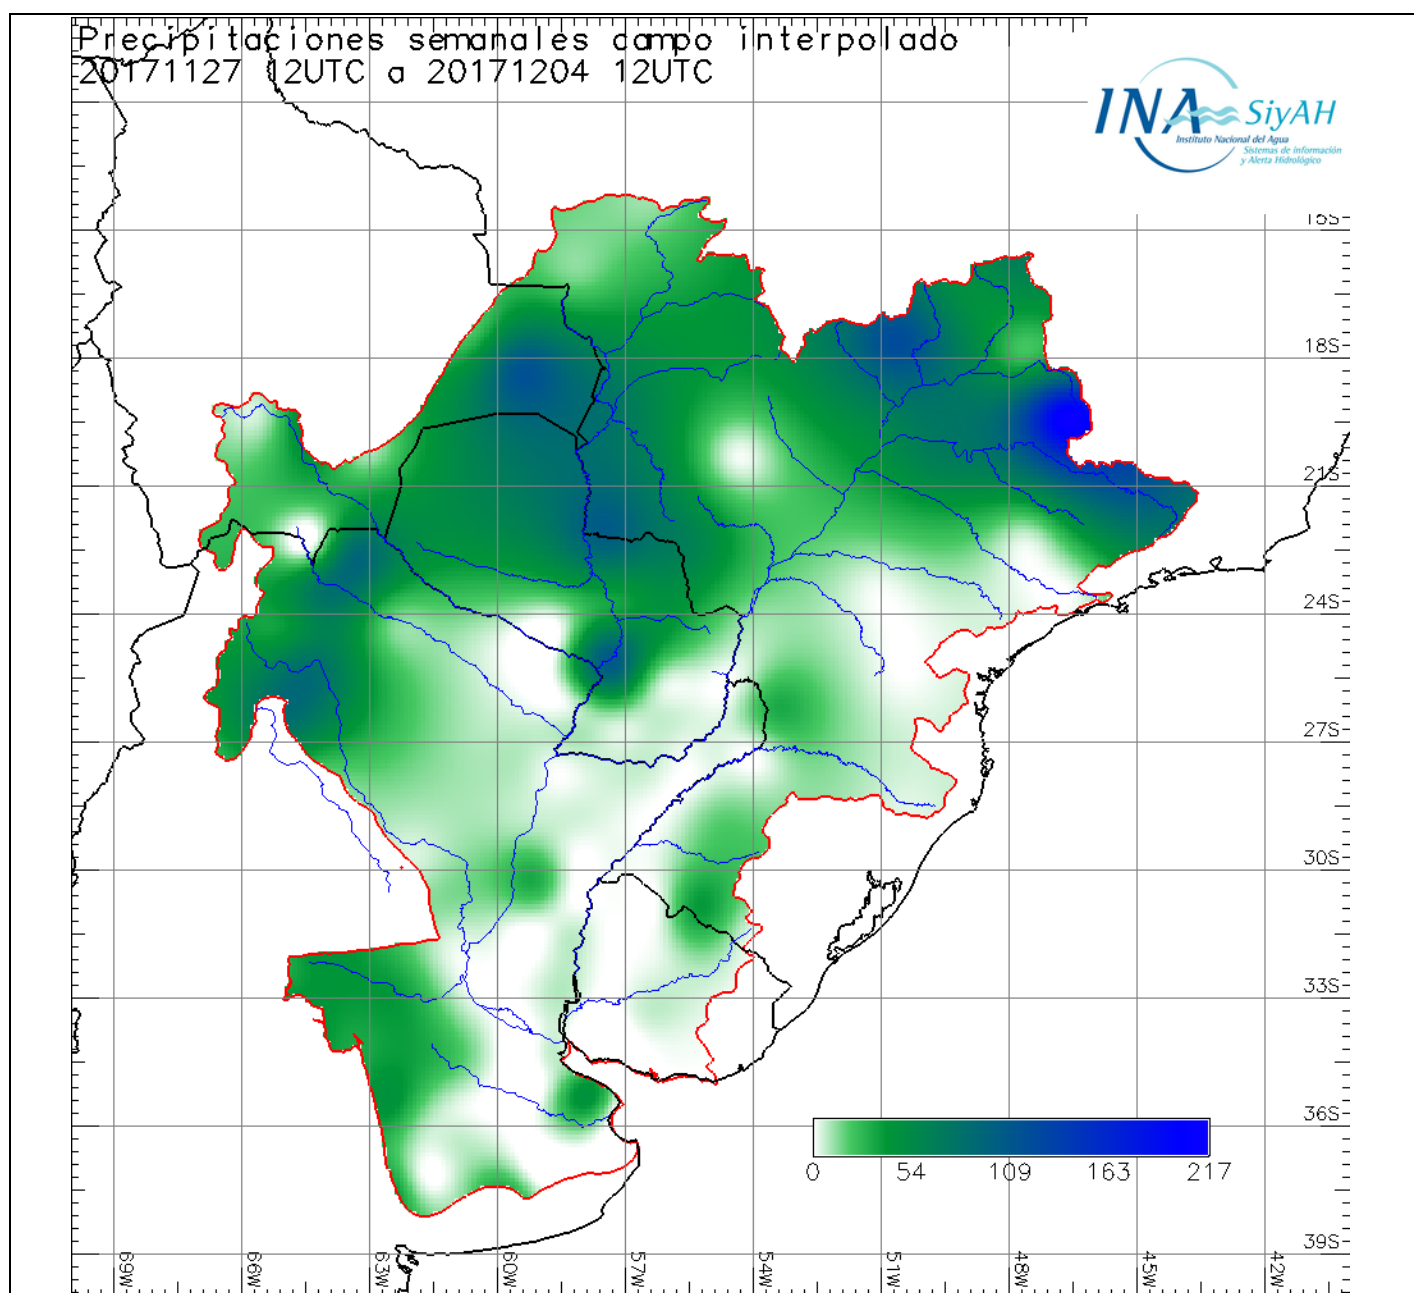 Precipitaciones semanales campo interpolado
20171127 12UTC a 20171204 12UTC
INA SiyAH
Instituto Nacional del Agua
Sistemas de información
y Alerta Hidrológico
15S
18S
21S
24S
27S
30S
33S
36S
39S
0 54 109 163 217
69W 66W 63W 60W 57W 54W 51W 48W 45W 42W